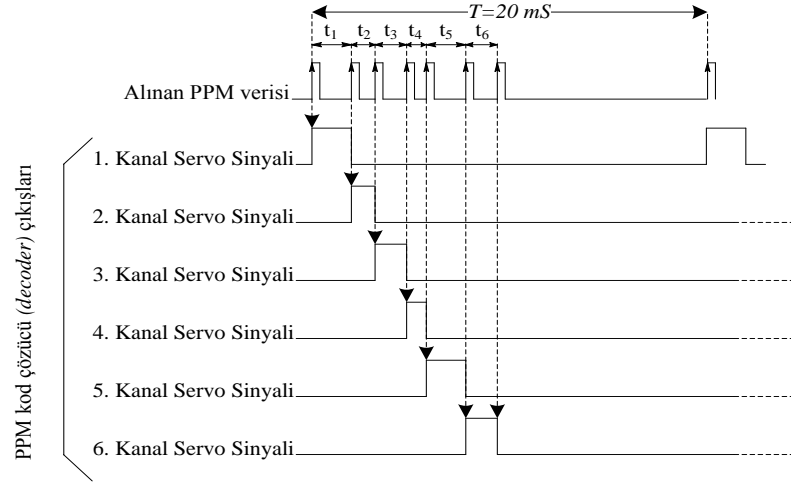 T=20 mS
t1 t2 t3 t4 t5 t6
Alınan PPM verisi
1. Kanal Servo Sinyali
2. Kanal Servo Sinyali
3. Kanal Servo Sinyali
4. Kanal Servo Sinyali
5. Kanal Servo Sinyali
6. Kanal Servo Sinyali
PPM kod çözücü (decoder) çıkışları